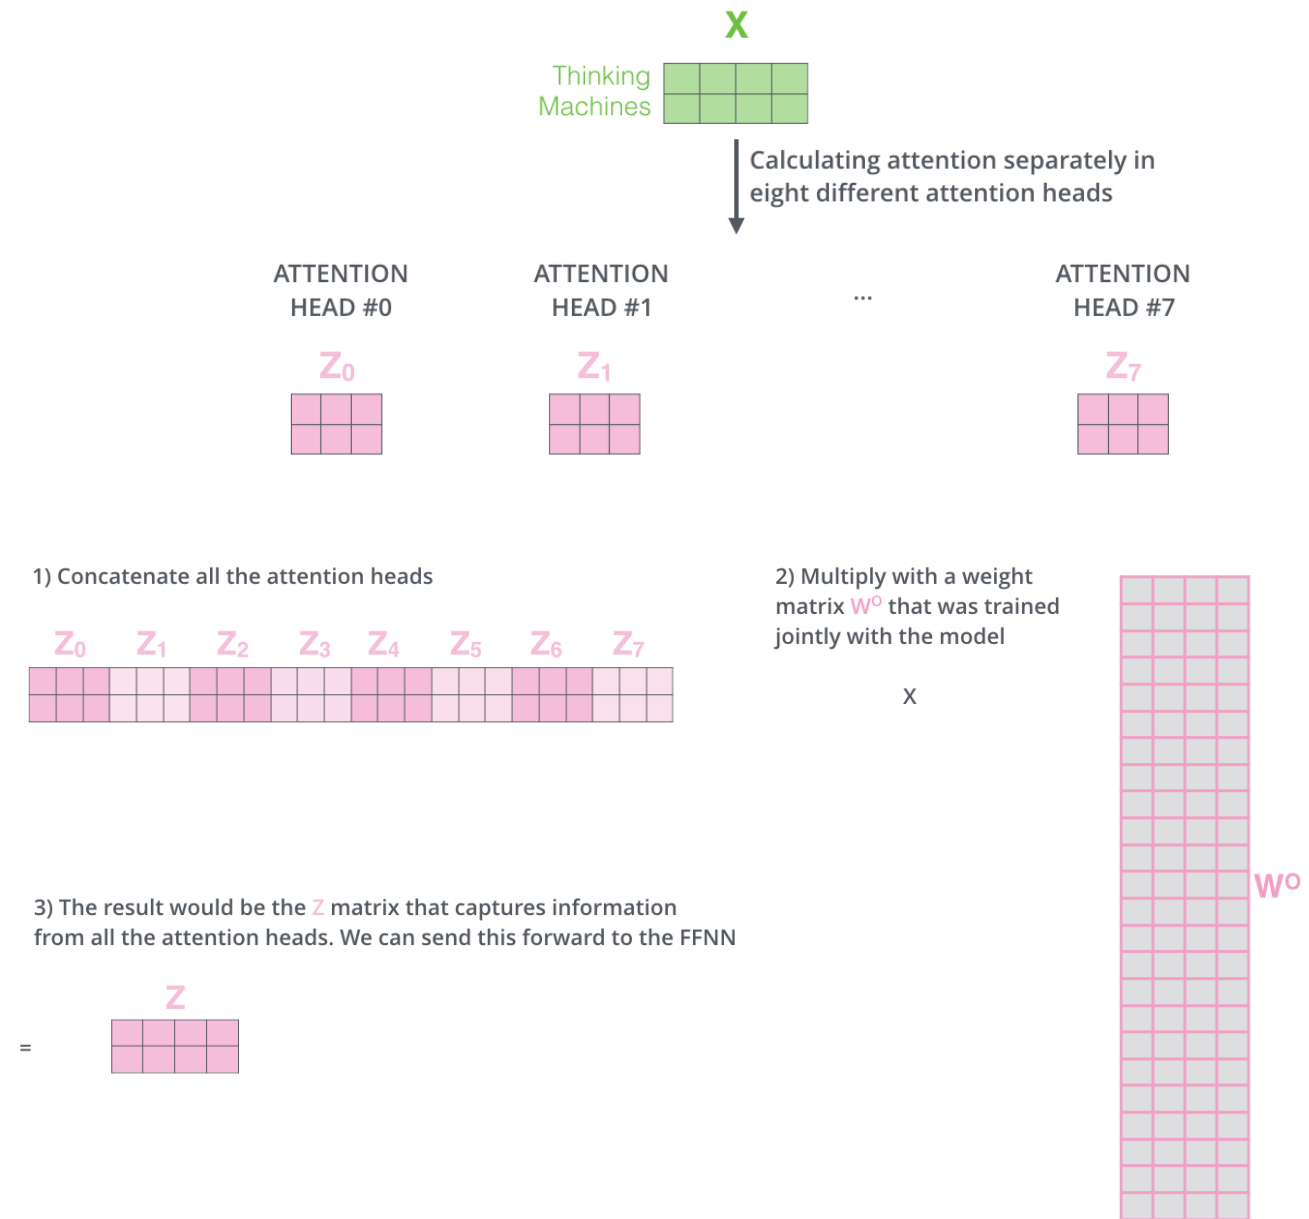 X
Thinking
Machines
Calculating attention separately in
eight different attention heads
ATTENTION
HEAD #0
ATTENTION
HEAD #1
...
ATTENTION
HEAD #7
Z0
Z1
Z7
1) Concatenate all the attention heads
Z0 Z1 Z2 Z3 Z4 Z5 Z6 Z7
2) Multiply with a weight
matrix WO that was trained
jointly with the model
X
WO
3) The result would be the Z matrix that captures information
from all the attention heads. We can send this forward to the FFNN
Z
=